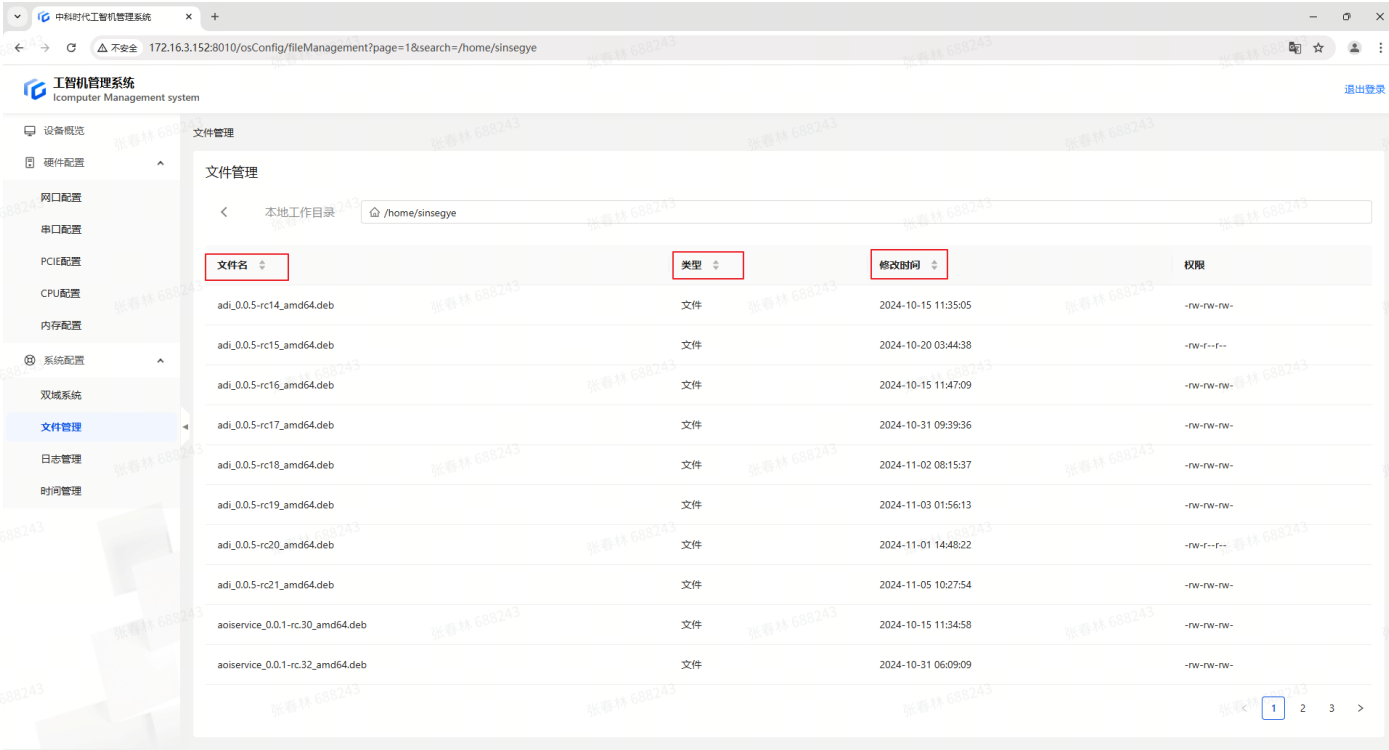 中科时代工智机管理系统
不安全 172.16.3.152:8010/osConfig/fileManagement?page=1&search=/home/sinsegye
工智机管理系统
Icomputer Management system
退出登录
设备概览
硬件配置
网口配置
串口配置
PCIE配置
CPU配置
内存配置
系统配置
双域系统
文件管理
日志管理
时间管理
文件管理
文件管理
本地工作目录 /home/sinsegye
文件名 类型 修改时间 权限
adi_0.0.5-rc14_amd64.deb 文件 2024-10-15 11:35:05 -rw-rw-rw-
adi_0.0.5-rc15_amd64.deb 文件 2024-10-20 03:44:38 -rw-r--r--
adi_0.0.5-rc16_amd64.deb 文件 2024-10-15 11:47:09 -rw-rw-rw-
adi_0.0.5-rc17_amd64.deb 文件 2024-10-31 09:39:36 -rw-rw-rw-
adi_0.0.5-rc18_amd64.deb 文件 2024-11-02 08:15:37 -rw-rw-rw-
adi_0.0.5-rc19_amd64.deb 文件 2024-11-03 01:56:13 -rw-rw-rw-
adi_0.0.5-rc20_amd64.deb 文件 2024-11-01 14:48:22 -rw-r--r--
adi_0.0.5-rc21_amd64.deb 文件 2024-11-05 10:27:54 -rw-rw-rw-
aoiservice_0.0.1-rc.30_amd64.deb 文件 2024-10-15 11:34:58 -rw-rw-rw-
aoiservice_0.0.1-rc.32_amd64.deb 文件 2024-10-31 06:09:09 -rw-rw-rw-
1 2 3
张春林 688243